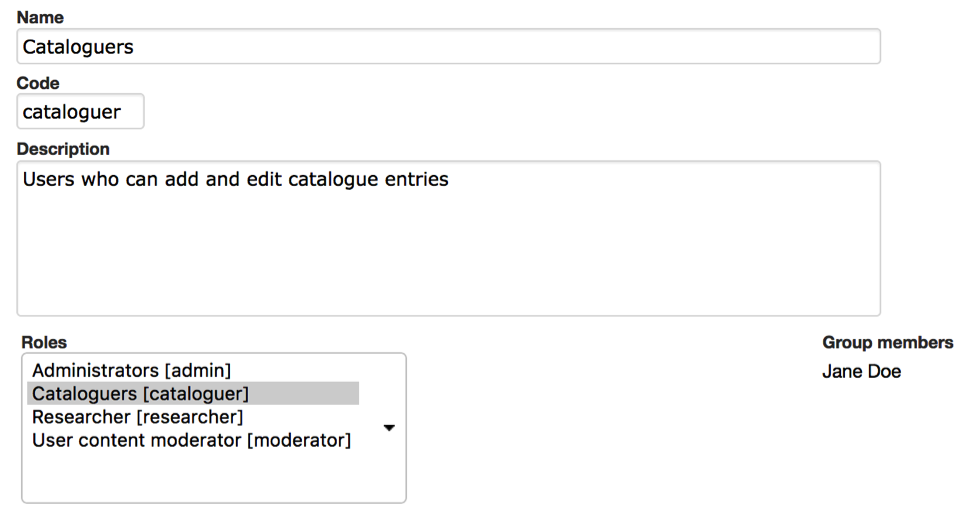 Name
Cataloguers
Code
cataloguer
Description
Users who can add and edit catalogue entries
Roles
Administrators [admin]
Cataloguers [cataloguer]
Researcher [researcher]
User content moderator [moderator]
Group members
Jane Doe